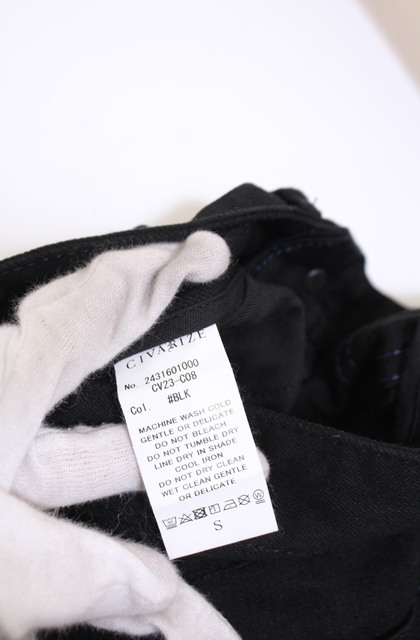 CIVARIZE
No. 2431601000
CV23-C08
Col. #BLK
MACHINE WASH COLD
GENTLE OR DELICATE
DO NOT BLEACH
DO NOT TUMBLE DRY
LINE DRY IN SHADE
COOL IRON
DO NOT DRY CLEAN
WET CLEAN GENTLE
OR DELICATE
S